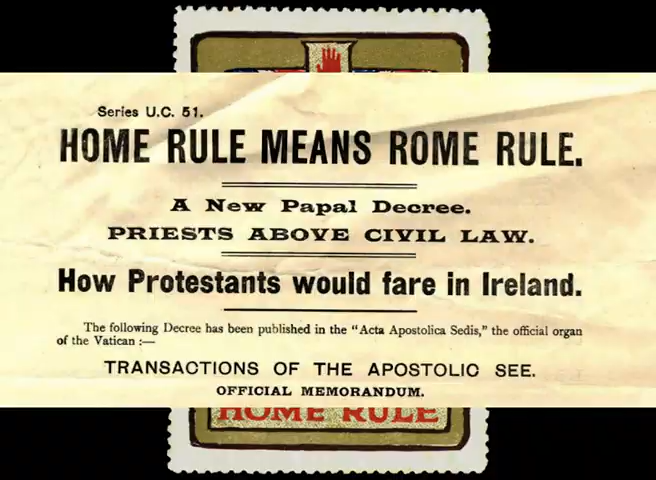 Series U.C. 51.
HOME RULE MEANS ROME RULE.
A New Papal Decree.
PRIESTS ABOVE CIVIL LAW.
How Protestants would fare in Ireland.
The following Decree has been published in the "Acta Apostolica Sedis," the official organ
of the Vatican :—
TRANSACTIONS OF THE APOSTOLIC SEE.
OFFICIAL MEMORANDUM.
HOME RULE